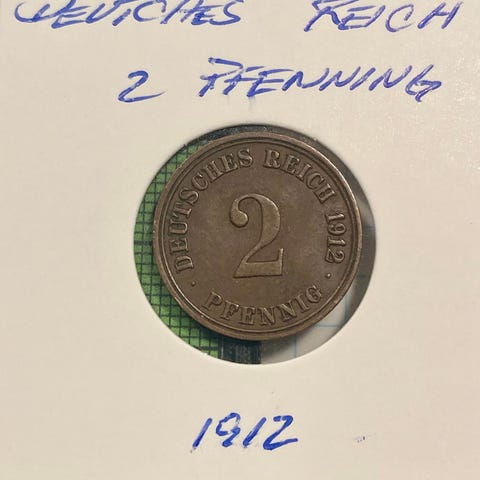 DEUTCHES REICH
2 PFENNING
DEUTSCHES REICH 1912
2
· PFENNIG ·
1912